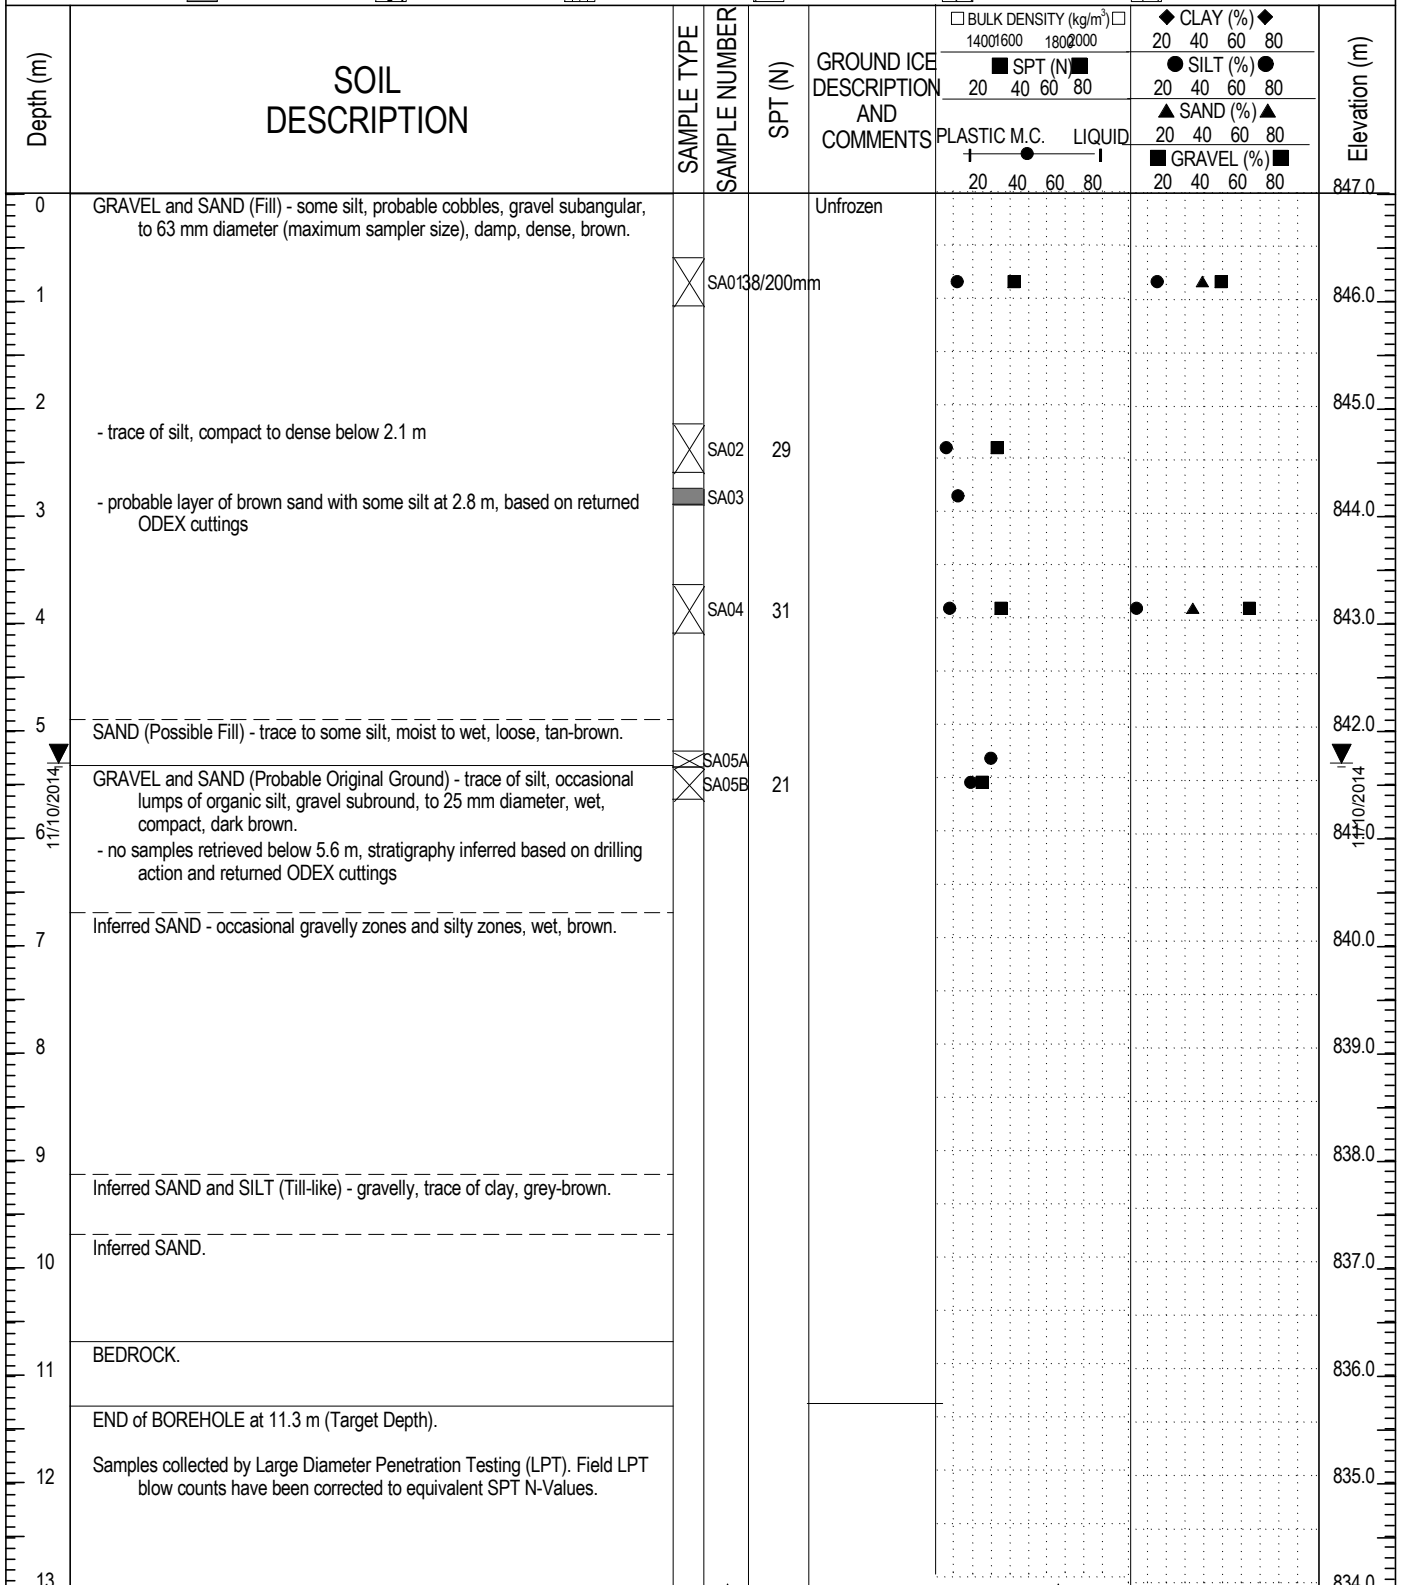 Depth (m)
SOIL
DESCRIPTION
SAMPLE TYPE
SAMPLE NUMBER
SPT (N)
GROUND ICE
DESCRIPTION
AND
COMMENTS
□ BULK DENSITY (kg/m³) □
1400 1600 1800 2000
■ SPT (N) ■
20 40 60 80
PLASTIC M.C. LIQUID
20 40 60 80
◆ CLAY (%) ◆
20 40 60 80
● SILT (%) ●
20 40 60 80
▲ SAND (%) ▲
20 40 60 80
■ GRAVEL (%) ■
20 40 60 80
Elevation (m)
847.0
0 GRAVEL and SAND (Fill) - some silt, probable cobbles, gravel subangular, Unfrozen
to 63 mm diameter (maximum sampler size), damp, dense, brown.
SA01 38/200mm
1 846.0
2 845.0
- trace of silt, compact to dense below 2.1 m
SA02 29
- probable layer of brown sand with some silt at 2.8 m, based on returned SA03
ODEX cuttings
3 844.0
SA04 31
4 843.0
5 842.0
SAND (Possible Fill) - trace to some silt, moist to wet, loose, tan-brown.
SA05A
GRAVEL and SAND (Probable Original Ground) - trace of silt, occasional SA05B 21
lumps of organic silt, gravel subround, to 25 mm diameter, wet,
compact, dark brown.
11/10/2014
11/10/2014
6 841.0
- no samples retrieved below 5.6 m, stratigraphy inferred based on drilling
action and returned ODEX cuttings
Inferred SAND - occasional gravelly zones and silty zones, wet, brown.
7 840.0
8 839.0
9 838.0
Inferred SAND and SILT (Till-like) - gravelly, trace of clay, grey-brown.
Inferred SAND.
10 837.0
BEDROCK.
11 836.0
END of BOREHOLE at 11.3 m (Target Depth).
Samples collected by Large Diameter Penetration Testing (LPT). Field LPT
12 835.0
blow counts have been corrected to equivalent SPT N-Values.
13 834.0